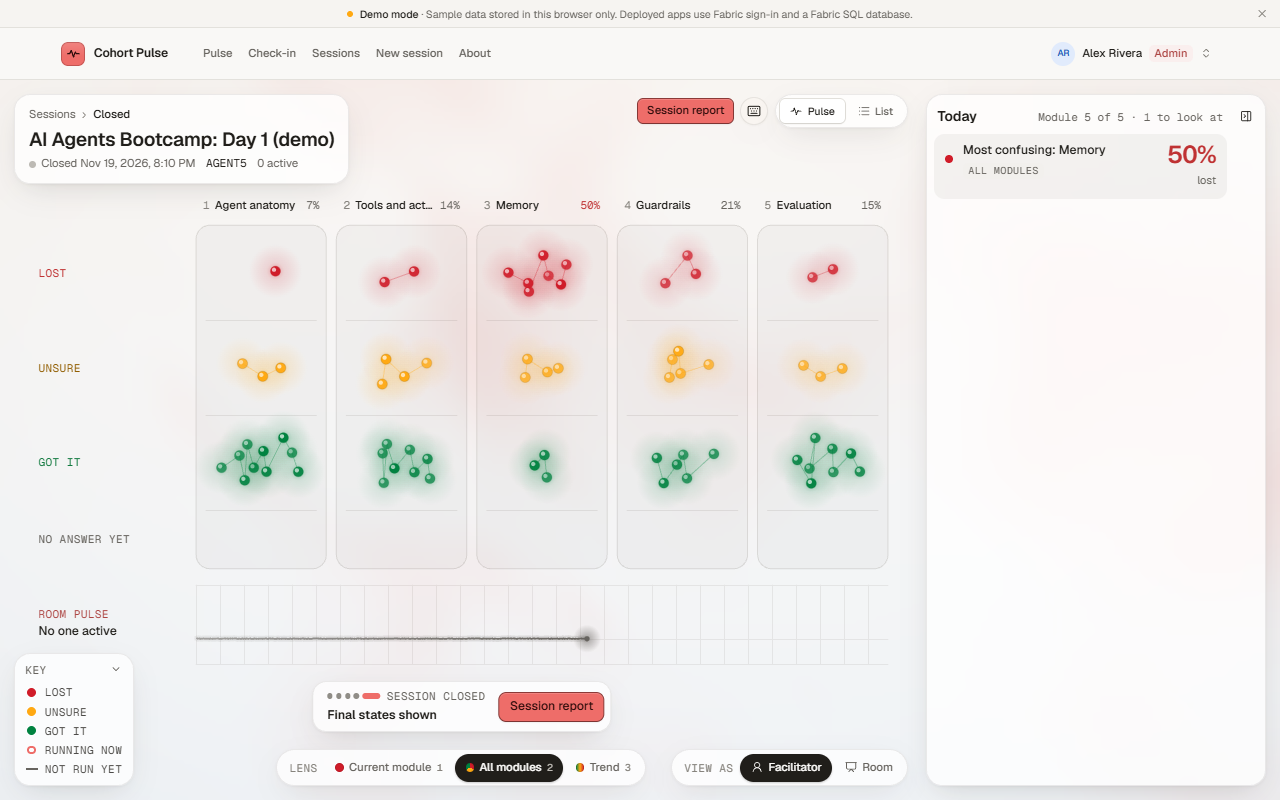 Demo mode · Sample data stored in this browser only. Deployed apps use Fabric sign-in and a Fabric SQL database.
Cohort Pulse
Pulse
Check-in
Sessions
New session
About
AR
Alex Rivera
Admin
Sessions › Closed
AI Agents Bootcamp: Day 1 (demo)
Closed Nov 19, 2026, 8:10 PM AGENT5 0 active
Session report
Pulse
List
Today
Module 5 of 5 · 1 to look at
Most confusing: Memory
ALL MODULES
50%
lost
1 Agent anatomy 7%
2 Tools and act… 14%
3 Memory 50%
4 Guardrails 21%
5 Evaluation 15%
LOST
UNSURE
GOT IT
NO ANSWER YET
ROOM PULSE
No one active
KEY
LOST
UNSURE
GOT IT
RUNNING NOW
NOT RUN YET
SESSION CLOSED
Final states shown
Session report
LENS
Current module 1
All modules 2
Trend 3
VIEW AS
Facilitator
Room